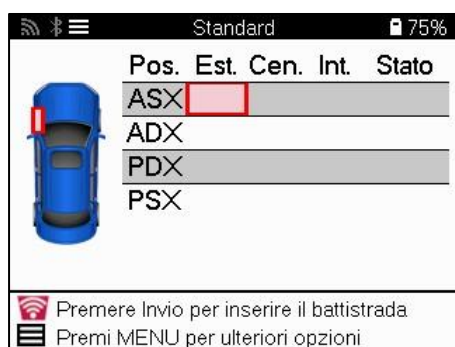 Standard 75%
Pos. Est. Cen. Int. Stato
ASX
ADX
PDX
PSX
Premere Invio per inserire il battistrada
Premi MENU per ulteriori opzioni